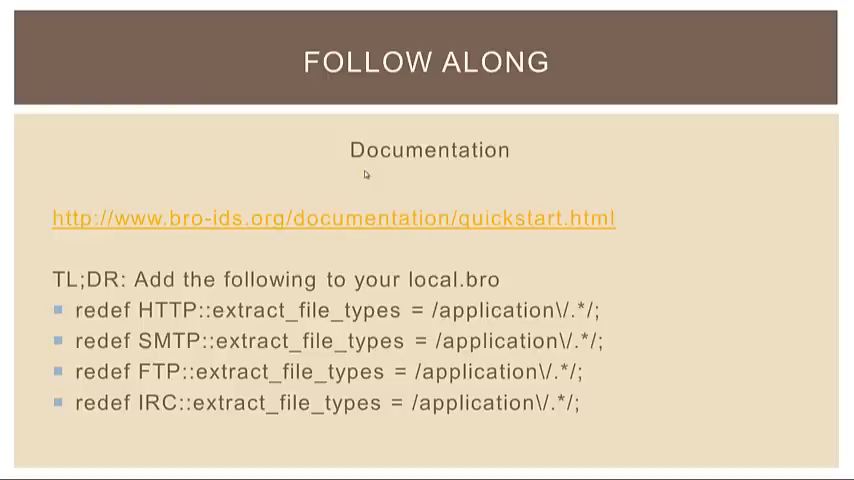 FOLLOW ALONG
Documentation
http://www.bro-ids.org/documentation/quickstart.html
TL;DR: Add the following to your local.bro
redef HTTP::extract_file_types = /application\/.*/;
redef SMTP::extract_file_types = /application\/.*/;
redef FTP::extract_file_types = /application\/.*/;
redef IRC::extract_file_types = /application\/.*/;